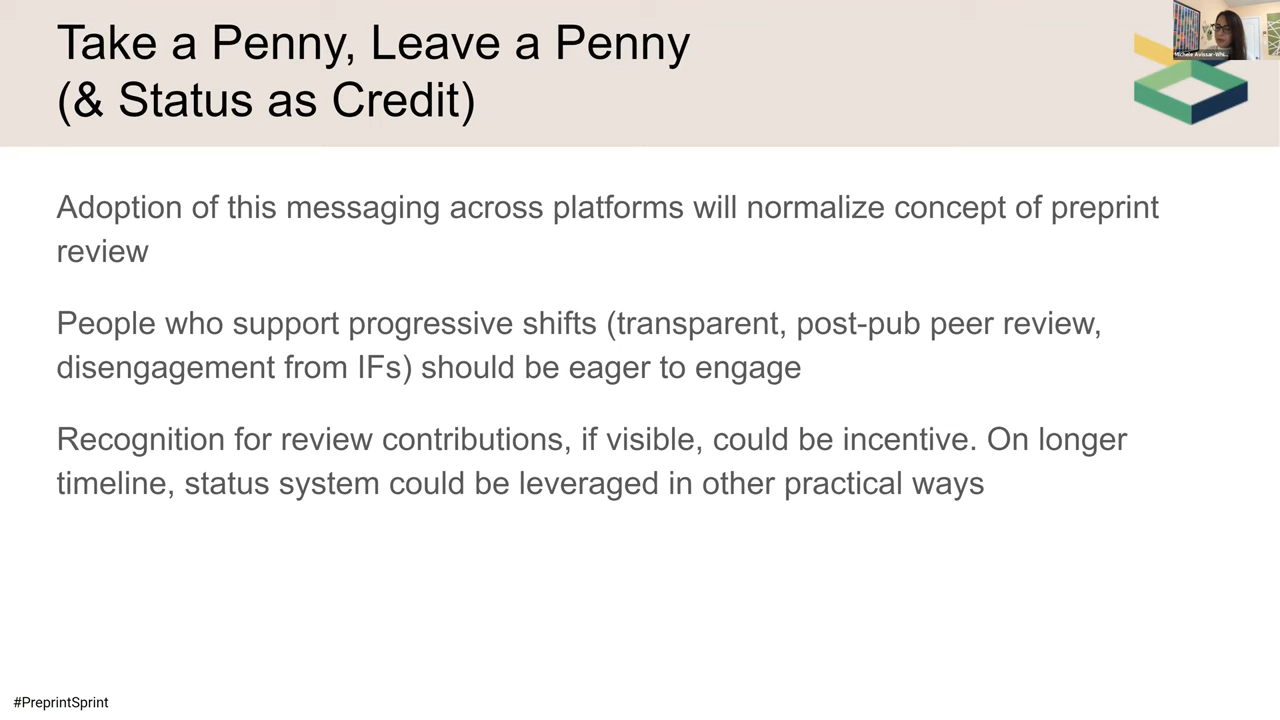 Take a Penny, Leave a Penny
(& Status as Credit)
Michele Avissar-Whi...
Adoption of this messaging across platforms will normalize concept of preprint
review
People who support progressive shifts (transparent, post-pub peer review,
disengagement from IFs) should be eager to engage
Recognition for review contributions, if visible, could be incentive. On longer
timeline, status system could be leveraged in other practical ways
#PreprintSprint